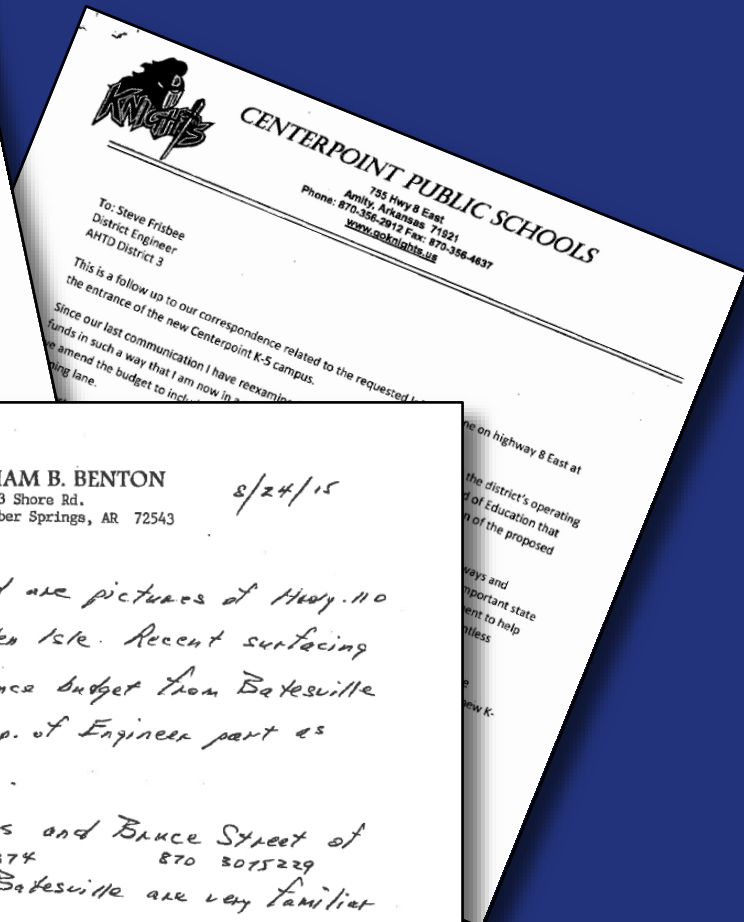 KNIGHTS
CENTERPOINT PUBLIC SCHOOLS
755 Hwy 8 East
Amity, Arkansas 71921
Phone: 870-356-2912 Fax: 870-356-4637
www.goknights.us
To: Steve Frisbee
District Engineer
AHTD District 3
This is a follow up to our correspondence related to the requested ne on highway 8 East at
the entrance of the new Centerpoint K-5 campus.
Since our last communication I have reexamin the district's operating
funds in such a way that I am now in a d of Education that
e amend the budget to inclu n of the proposed
ning lane.
ways and
mportant state
ent to help
ntless
ew K-
AM B. BENTON
3 Shore Rd.
ber Springs, AR 72543
8/24/15
d are pictures of Hwy. 110
en Isle. Recent surfacing
nce budget from Batesville
p. of Engineer part as
s and Bruce Street of
374 870 3075229
Batesville are very familiar